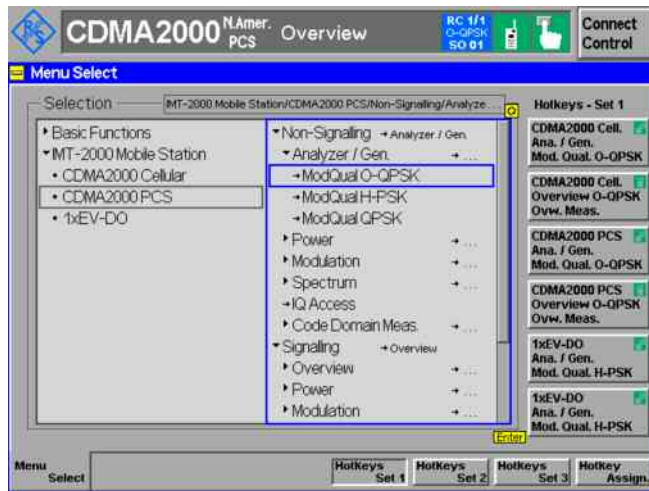 CDMA2000 N.Amer. PCS Overview
RC 1/1
O-QPSK
SO 01
Connect
Control
Menu Select
Selection
IMT-2000 Mobile Station/CDMA2000 PCS/Non-Signalling/Analyze...
Basic Functions
IMT-2000 Mobile Station
CDMA2000 Cellular
CDMA2000 PCS
1xEV-DO
Non-Signalling → Analyzer / Gen.
Analyzer / Gen. → ...
→ModQual O-QPSK
→ModQual H-PSK
→ModQual QPSK
Power → ...
Modulation → ...
Spectrum → ...
→IQ Access
Code Domain Meas. → ...
Signalling → Overview
Overview → ...
Power → ...
Modulation → ...
Enter
Hotkeys - Set 1
CDMA2000 Cell.
Ana. / Gen.
Mod. Qual. O-QPSK
CDMA2000 Cell.
Overview O-QPSK
Ovw. Meas.
CDMA2000 PCS
Ana. / Gen.
Mod. Qual. O-QPSK
CDMA2000 PCS
Overview O-QPSK
Ovw. Meas.
1xEV-DO
Ana. / Gen.
Mod. Qual. H-PSK
1xEV-DO
Ana. / Gen.
Mod. Qual. H-PSK
Menu
Select
Hotkeys
Set 1
Hotkeys
Set 2
Hotkeys
Set 3
Hotkey
Assign.